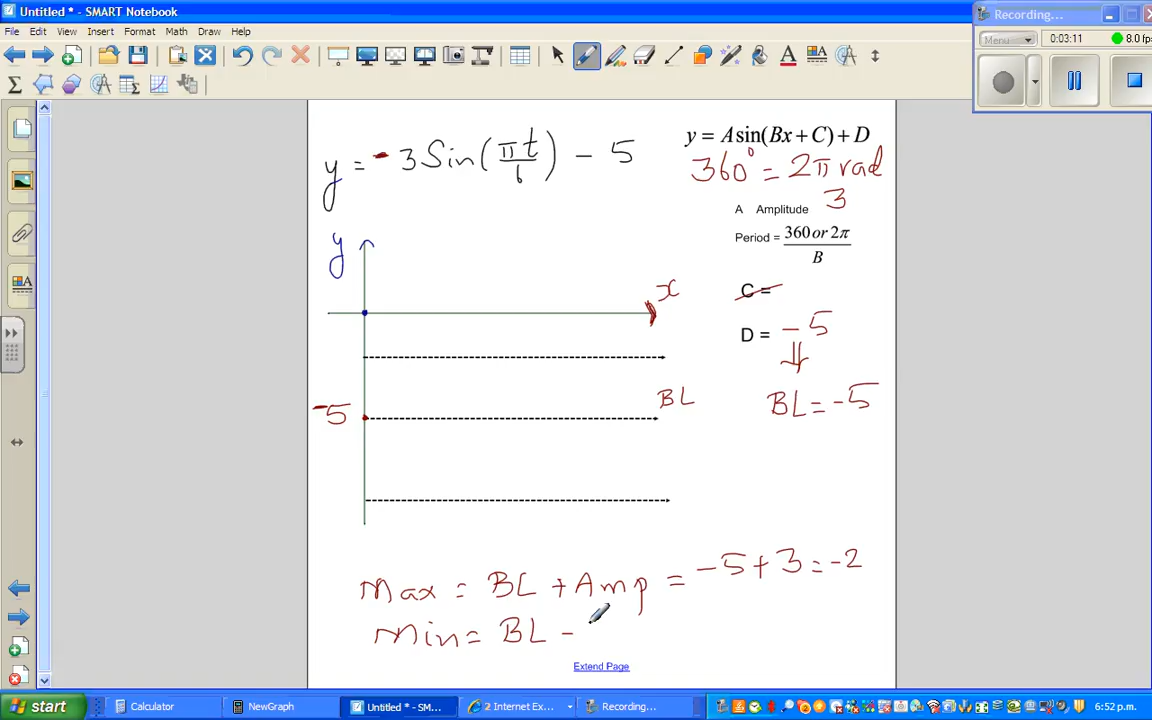 Untitled * - SMART Notebook
Recording...
File Edit View Insert Format Math Draw Help
Menu
0:03:11
8.0 fp
y = -3 Sin(πt/6) - 5
y = A sin(Bx + C) + D
360° = 2π rad
3
A Amplitude
Period = 360 or 2π / B
y
x
C =
D = -5
BL
BL = -5
-5
Max = BL + Amp = -5 + 3 = -2
Min = BL -
Extend Page
start
Calculator
NewGraph
Untitled * - SM...
2 Internet Ex...
Recording...
6:52 p.m.